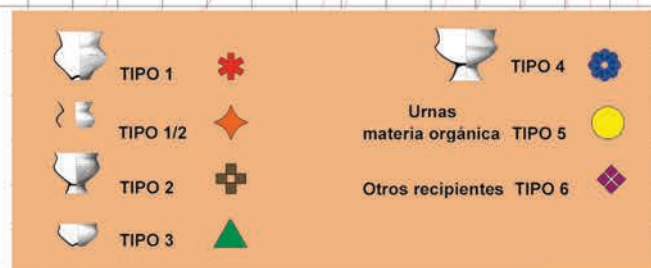 TIPO 1
TIPO 1/2
TIPO 2
TIPO 3
TIPO 4
Urnas
materia orgánica TIPO 5
Otros recipientes TIPO 6